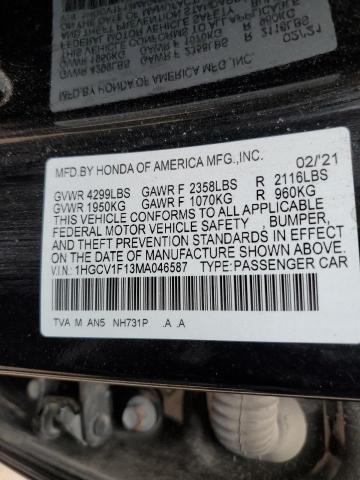 MFD.BY HONDA OF AMERICA MFG.,INC. 02/'21
GVWR 4299LBS GAWR F 2358LBS R 2116LBS
GVWR 1950KG GAWR F 1070KG R 960KG
THIS VEHICLE CONFORMS TO ALL APPLICABLE
FEDERAL MOTOR VEHICLE SAFETY , BUMPER,
AND THEFT PREVENTION STANDARDS IN EFFECT
ON THE DATE OF MANUFACTURE SHOWN ABOVE.
V.I.N: 1HGCV1F13MA046587 TYPE:PASSENGER CAR
TVA M AN5 NH731P .A .A